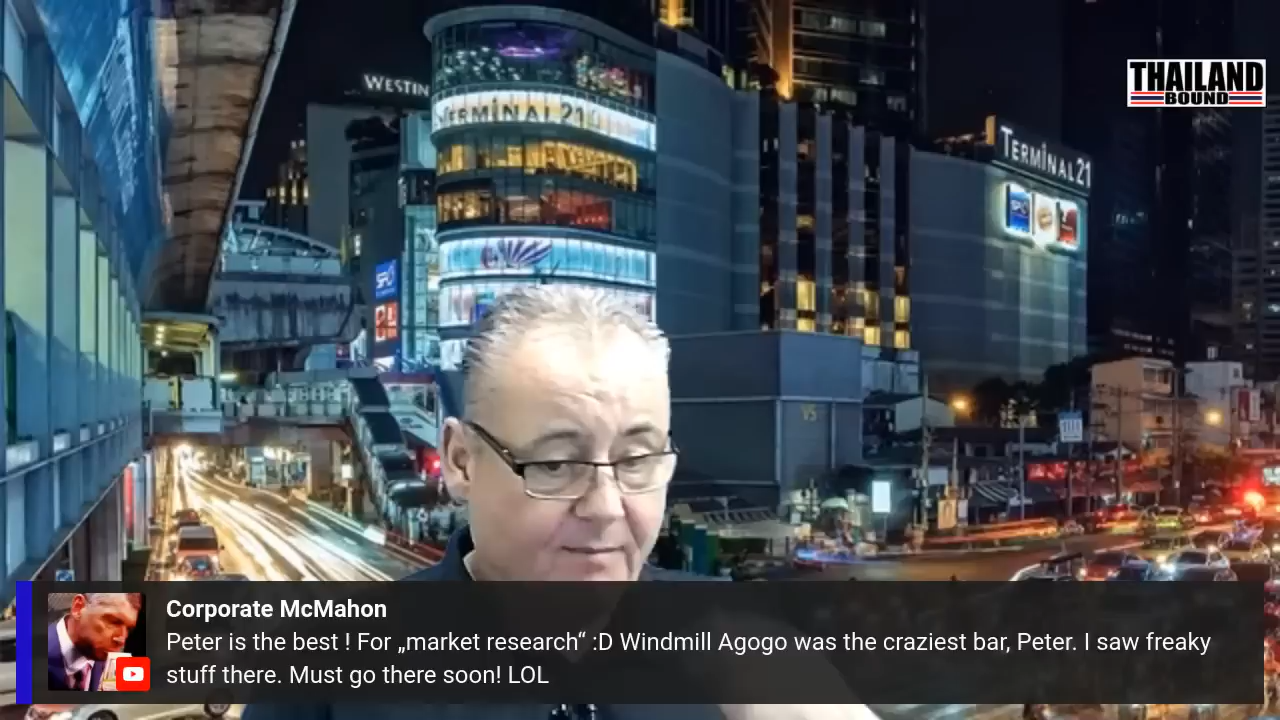 WESTIN
TERMINAL 21
TERMINAL 21
THAILAND
BOUND
Corporate McMahon
Peter is the best ! For „market research“ :D Windmill Agogo was the craziest bar, Peter. I saw freaky
stuff there. Must go there soon! LOL